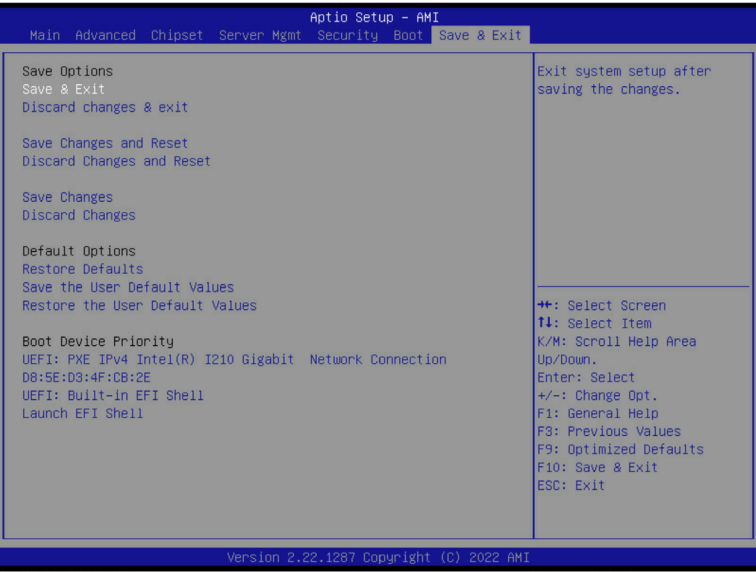 Aptio Setup – AMI
Main Advanced Chipset Server Mgmt Security Boot Save & Exit
Save Options
Save & Exit
Discard changes & exit
Save Changes and Reset
Discard Changes and Reset
Save Changes
Discard Changes
Default Options
Restore Defaults
Save the User Default Values
Restore the User Default Values
Boot Device Priority
UEFI: PXE IPv4 Intel(R) I210 Gigabit  Network Connection
D8:5E:D3:4F:CB:2E
UEFI: Built-in EFI Shell
Launch EFI Shell
Exit system setup after
saving the changes.
→←: Select Screen
↑↓: Select Item
K/M: Scroll Help Area
Up/Down.
Enter: Select
+/-: Change Opt.
F1: General Help
F3: Previous Values
F9: Optimized Defaults
F10: Save & Exit
ESC: Exit
Version 2.22.1287 Copyright (C) 2022 AMI